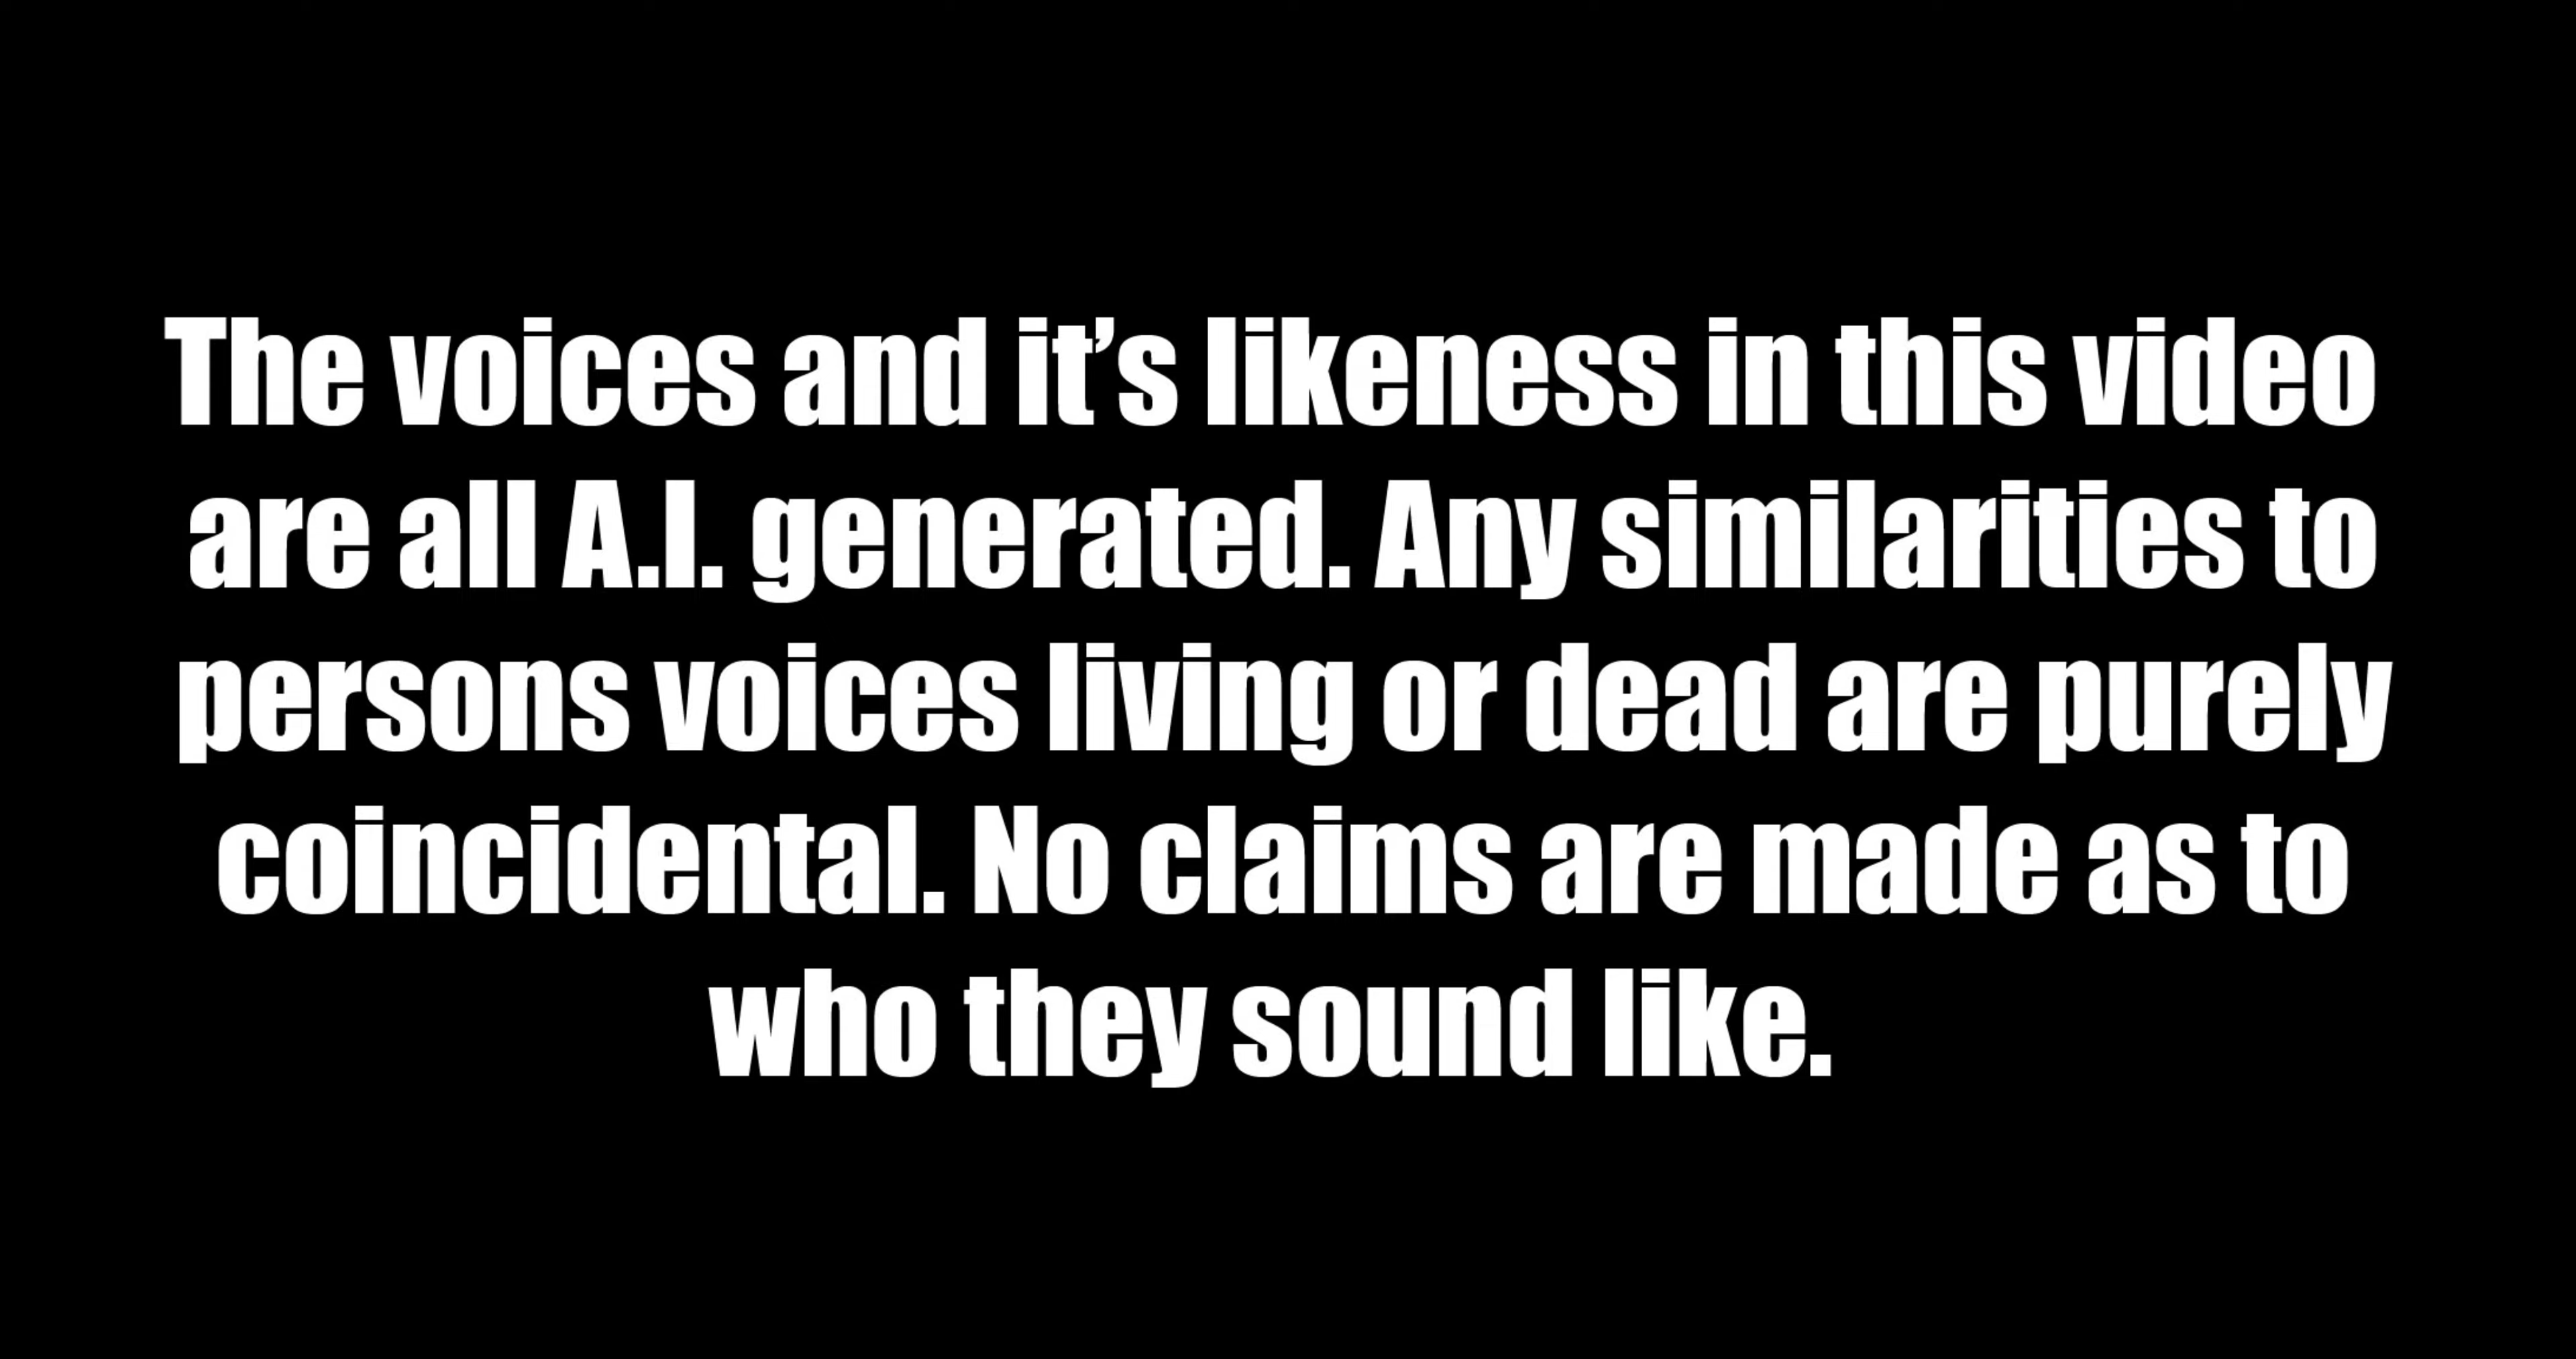 The voices and it’s likeness in this video
are all A.I. generated. Any similarities to
persons voices living or dead are purely
coincidental. No claims are made as to
who they sound like.